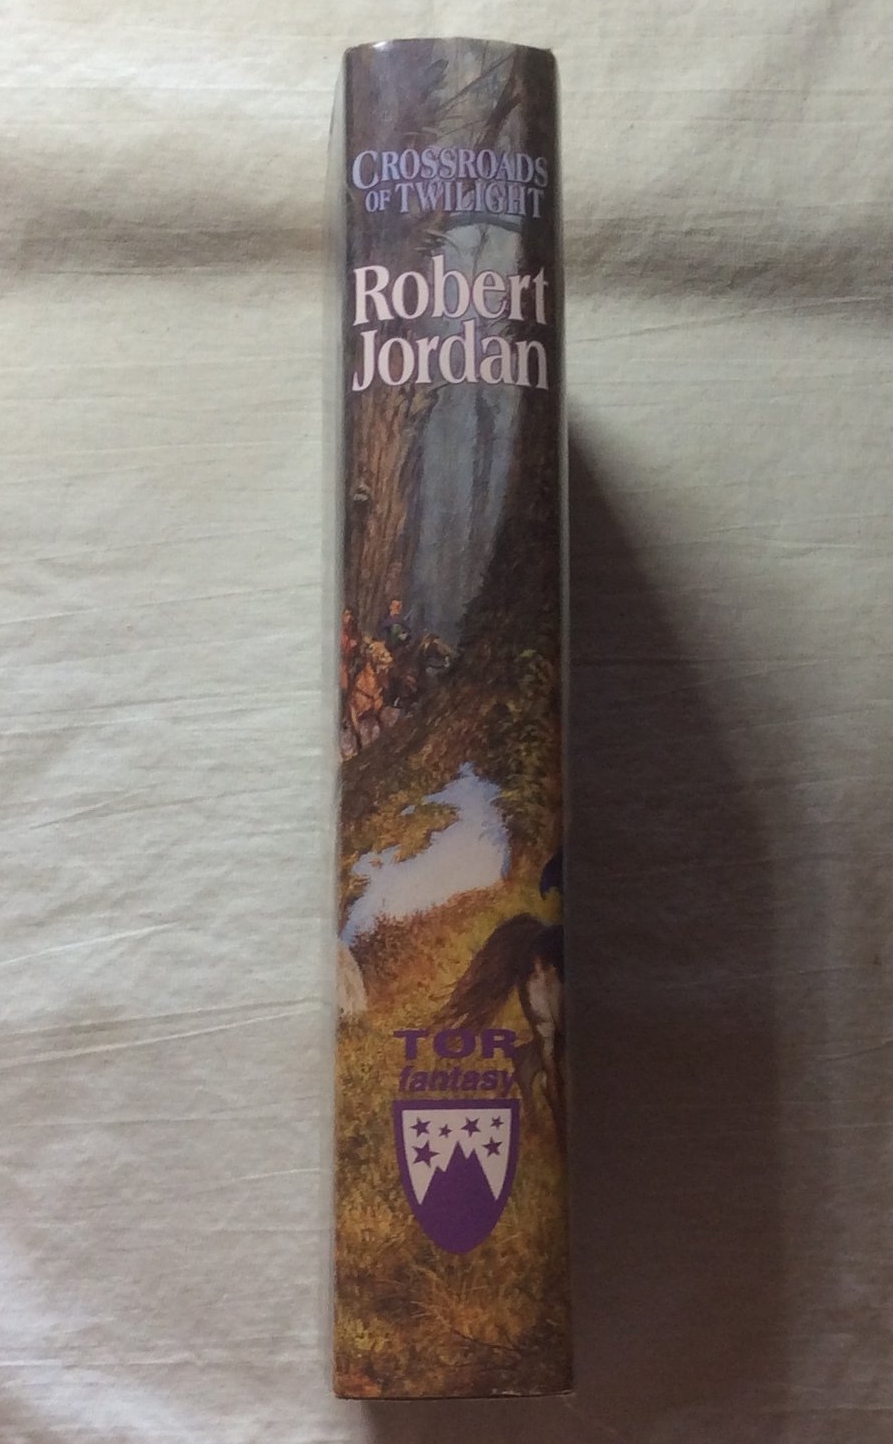 CROSSROADS
OF TWILIGHT
Robert
Jordan
TOR
fantasy